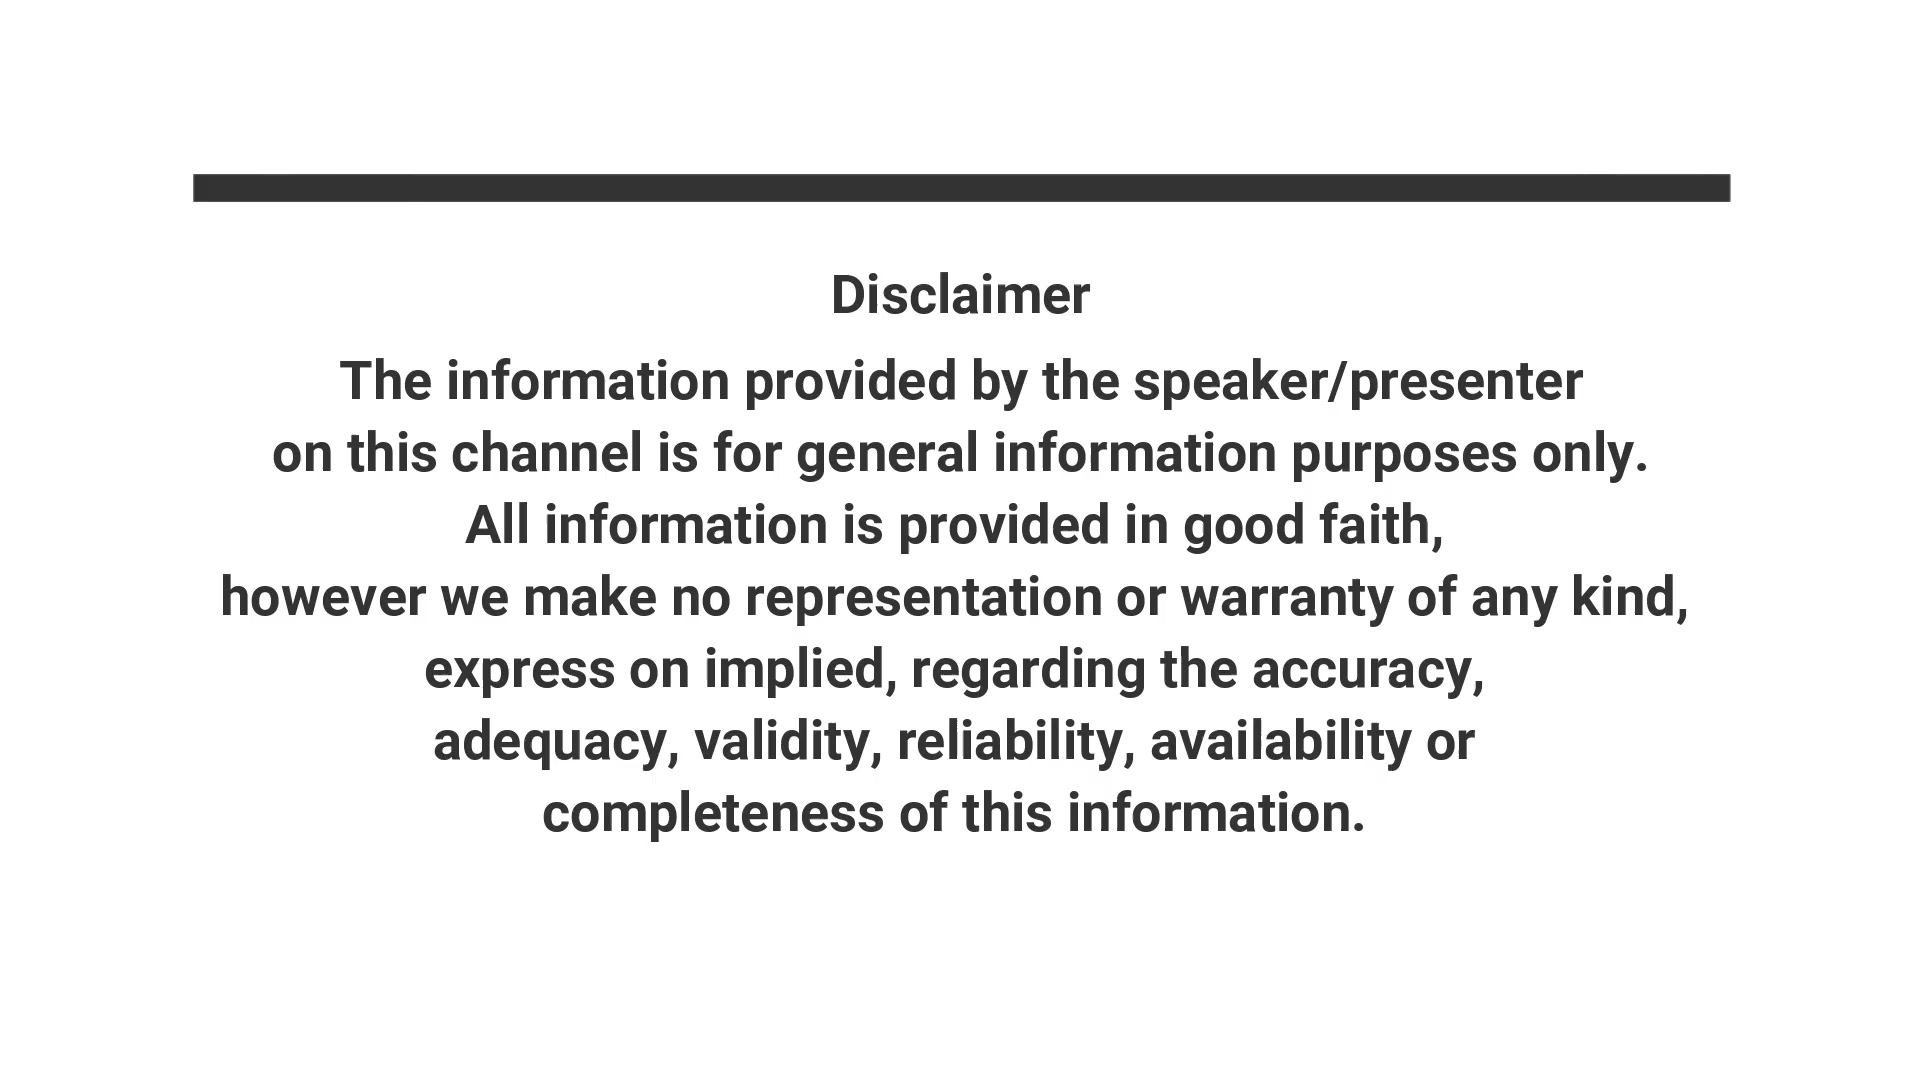 Disclaimer
The information provided by the speaker/presenter
on this channel is for general information purposes only.
All information is provided in good faith,
however we make no representation or warranty of any kind,
express on implied, regarding the accuracy,
adequacy, validity, reliability, availability or
completeness of this information.